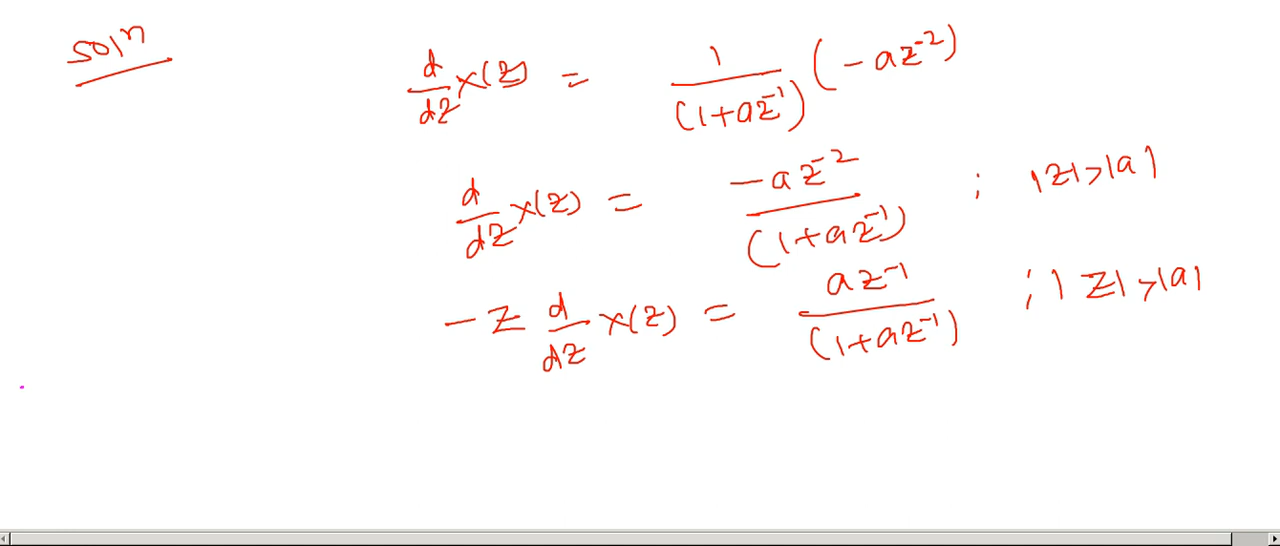 soln
d/dz X(z) = 1/(1+az⁻¹) (-az⁻²)
d/dz X(z) = -az⁻²/(1+az⁻¹) ; |z|>|a|
-z d/dz X(z) = az⁻¹/(1+az⁻¹) ; |z|>|a|